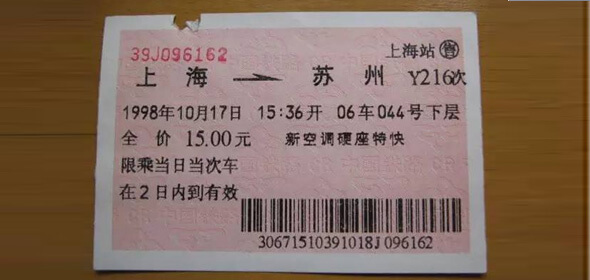 39J096162 上海站 售
上海 → 苏州 Y216次
1998年10月17日 15:36开 06车044号下层
全价 15.00元 新空调硬座特快
限乘当日当次车
在2日内到有效
30671510391018J 096162